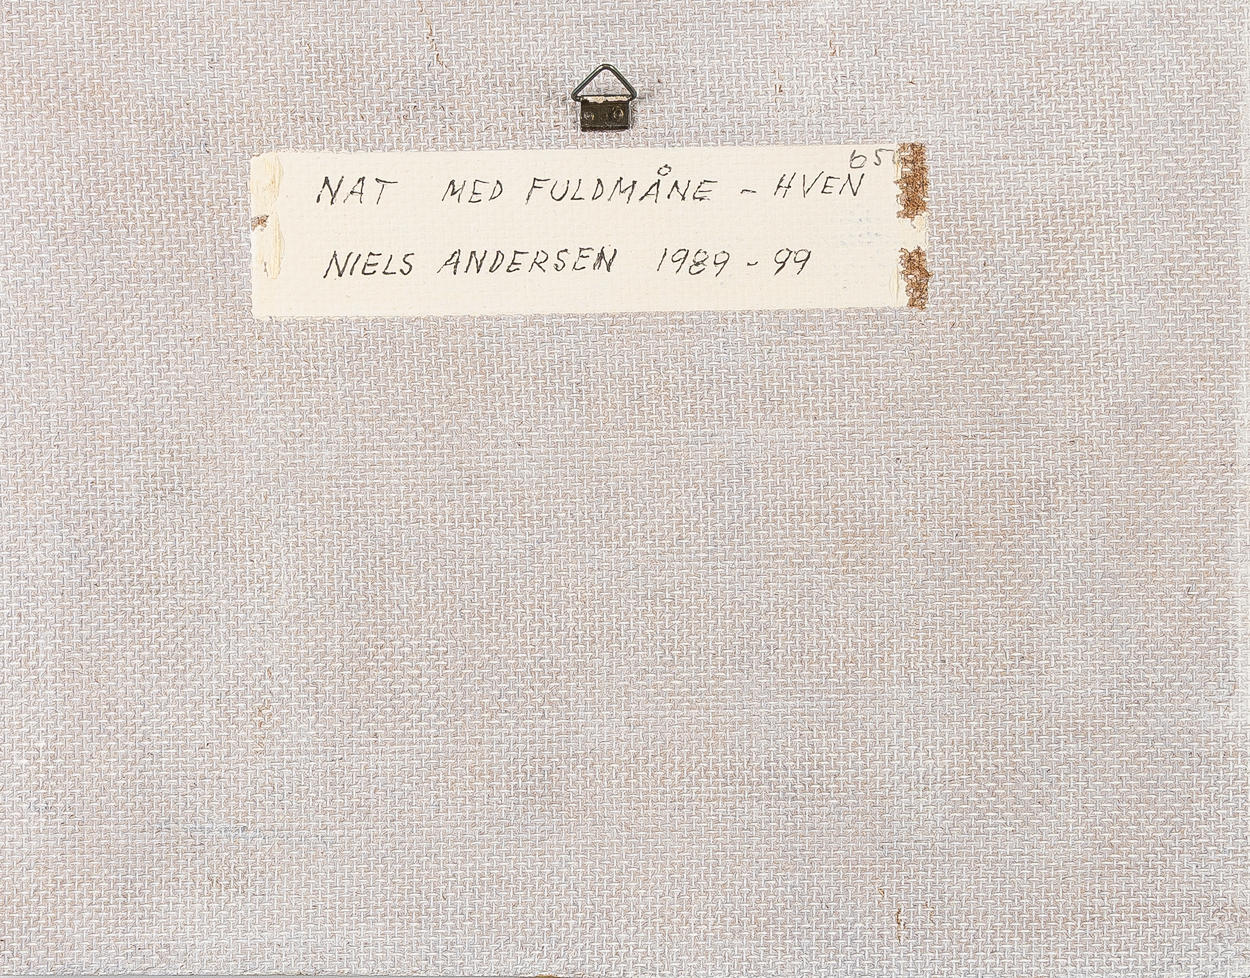 65
NAT MED FULDMÅNE - HVEN
NIELS ANDERSEN 1989 - 99